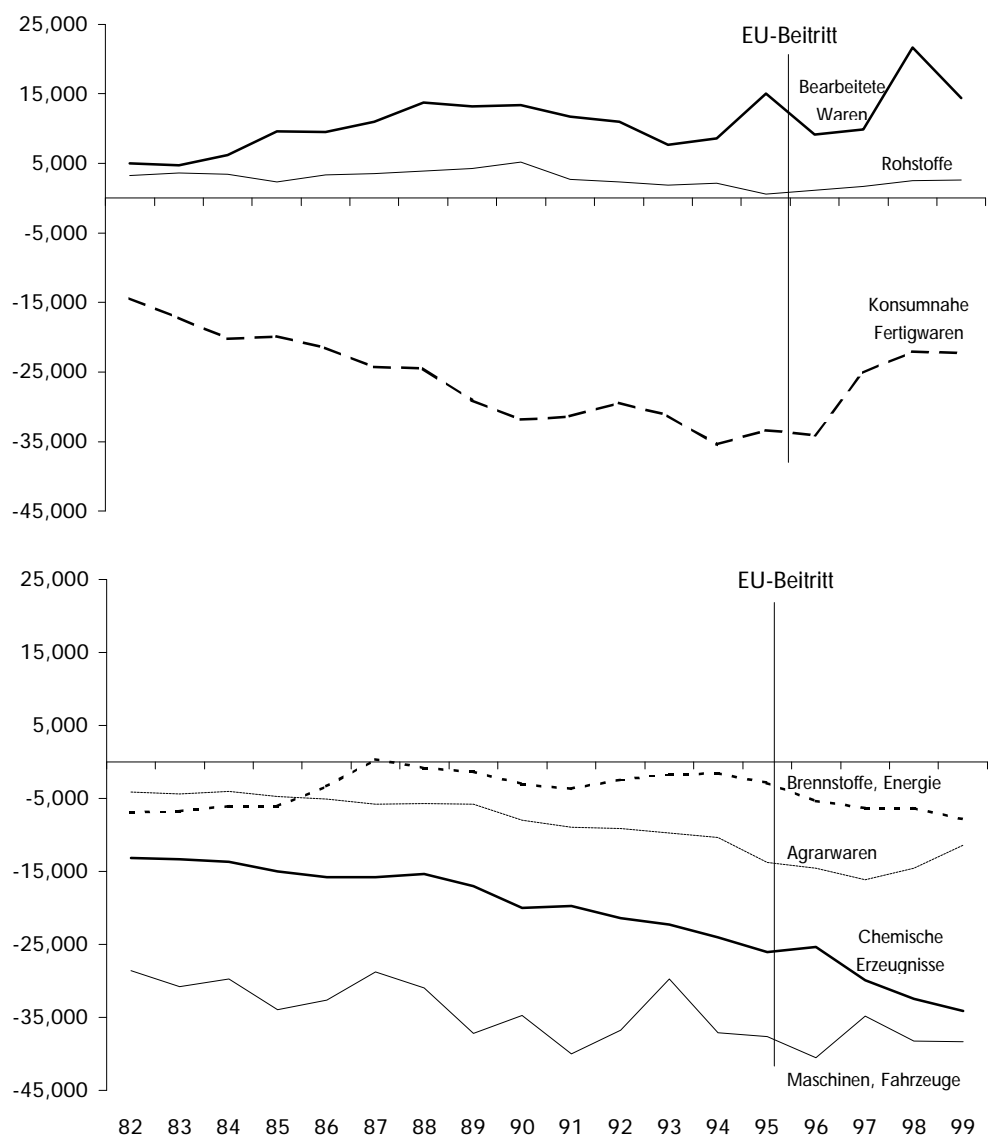 25,000
EU-Beitritt
15,000
Bearbeitete
Waren
5,000
Rohstoffe
-5,000
-15,000
Konsumnahe
Fertigwaren
-25,000
-35,000
-45,000
25,000
EU-Beitritt
15,000
5,000
-5,000
Brennstoffe, Energie
Agrarwaren
-15,000
-25,000
Chemische
Erzeugnisse
-35,000
-45,000
Maschinen, Fahrzeuge
82 83 84 85 86 87 88 89 90 91 92 93 94 95 96 97 98 99